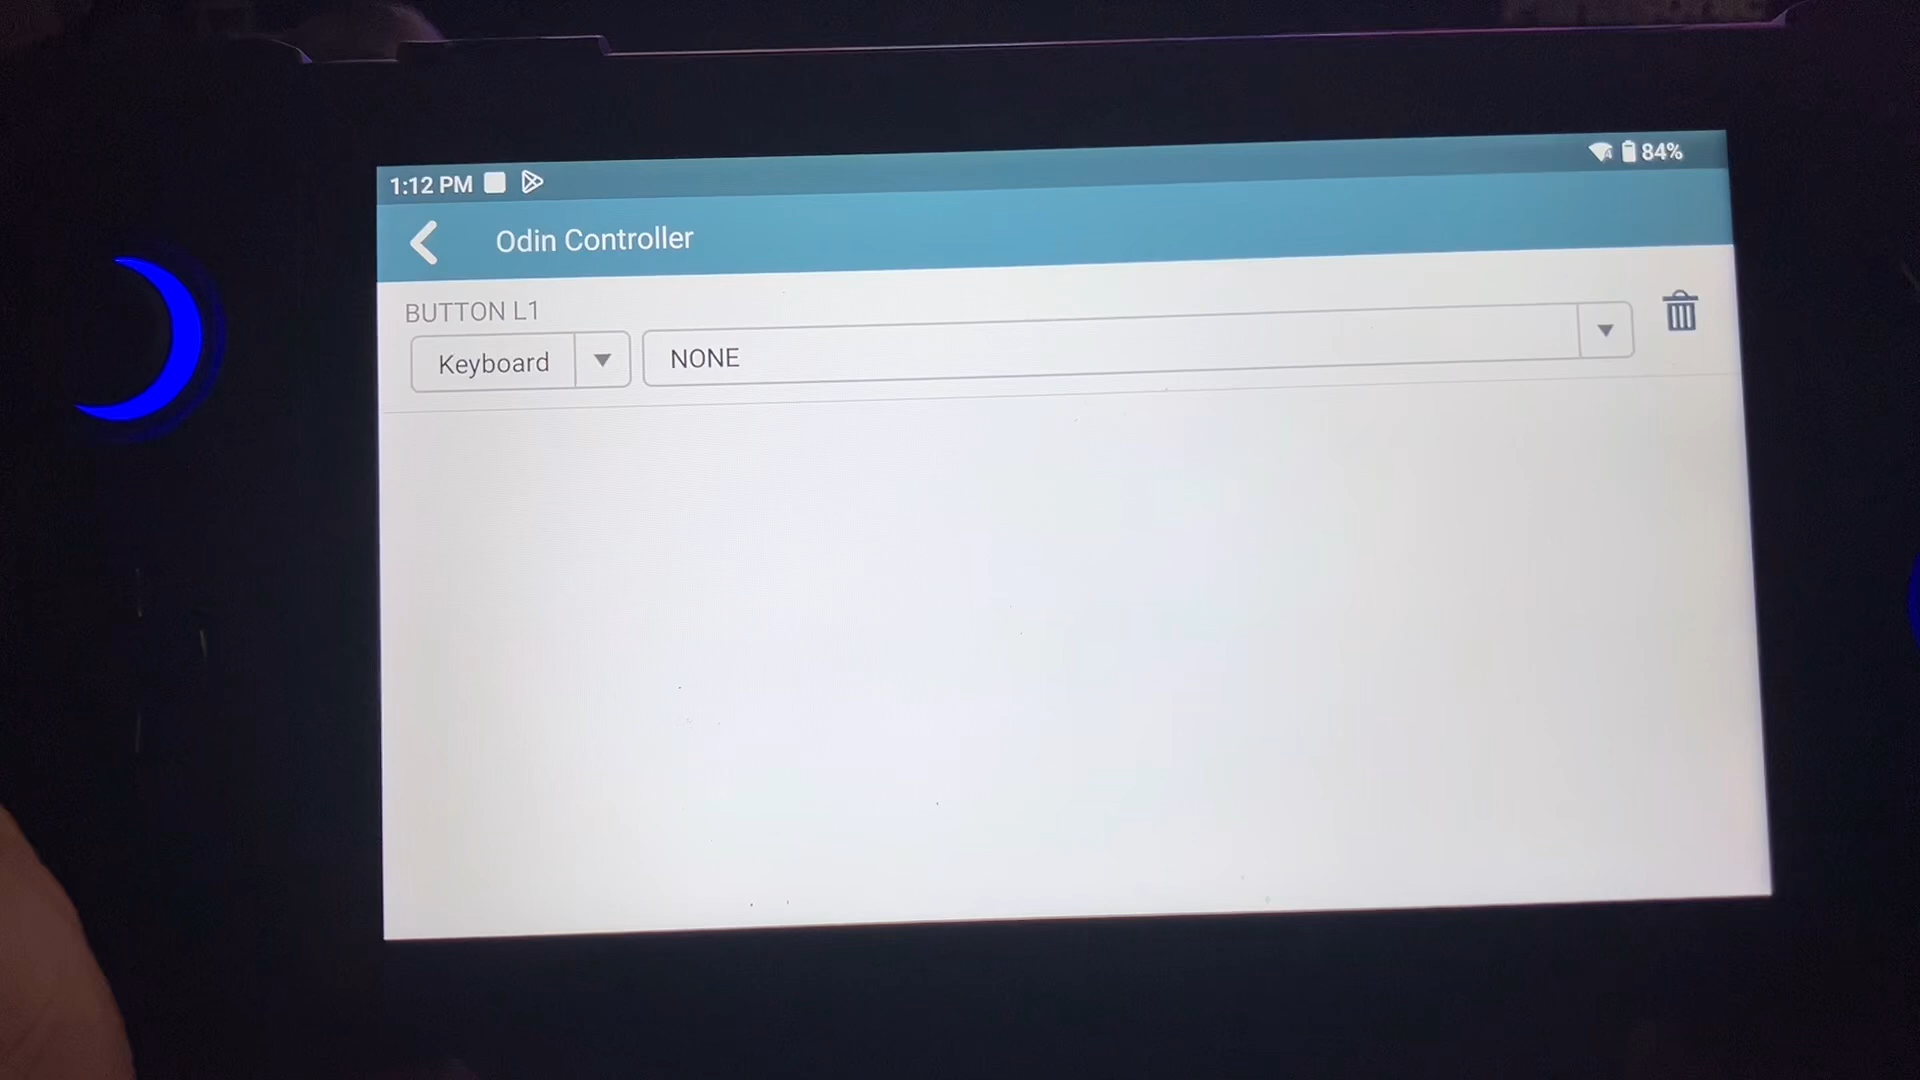 1:12 PM
84%
Odin Controller
BUTTON L1
Keyboard
NONE